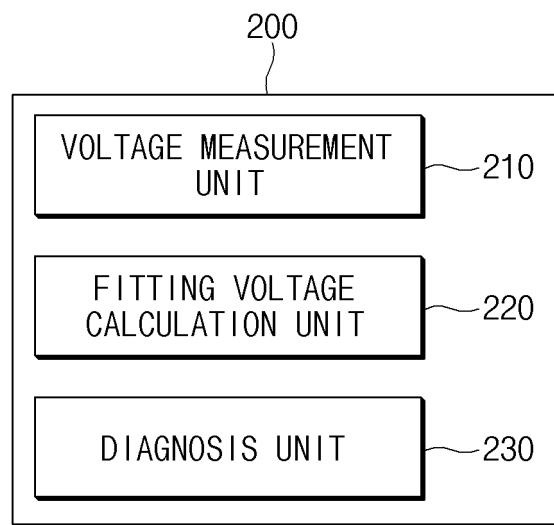 200
VOLTAGE MEASUREMENT
UNIT
210
FITTING VOLTAGE
CALCULATION UNIT
220
DIAGNOSIS UNIT
230